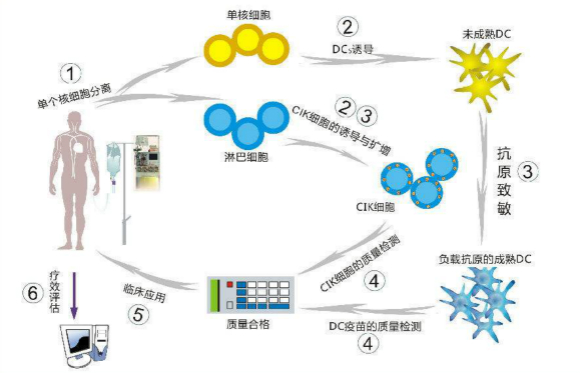 单核细胞
②
DCs诱导
未成熟DC
①
单个核细胞分离
淋巴细胞
②③
CIK细胞的诱导与扩增
CIK细胞
抗原致敏
③
负载抗原的成熟DC
CIK细胞的质量检测
④
DC疫苗的质量检测
④
质量合格
临床应用
⑤
⑥
疗效评估